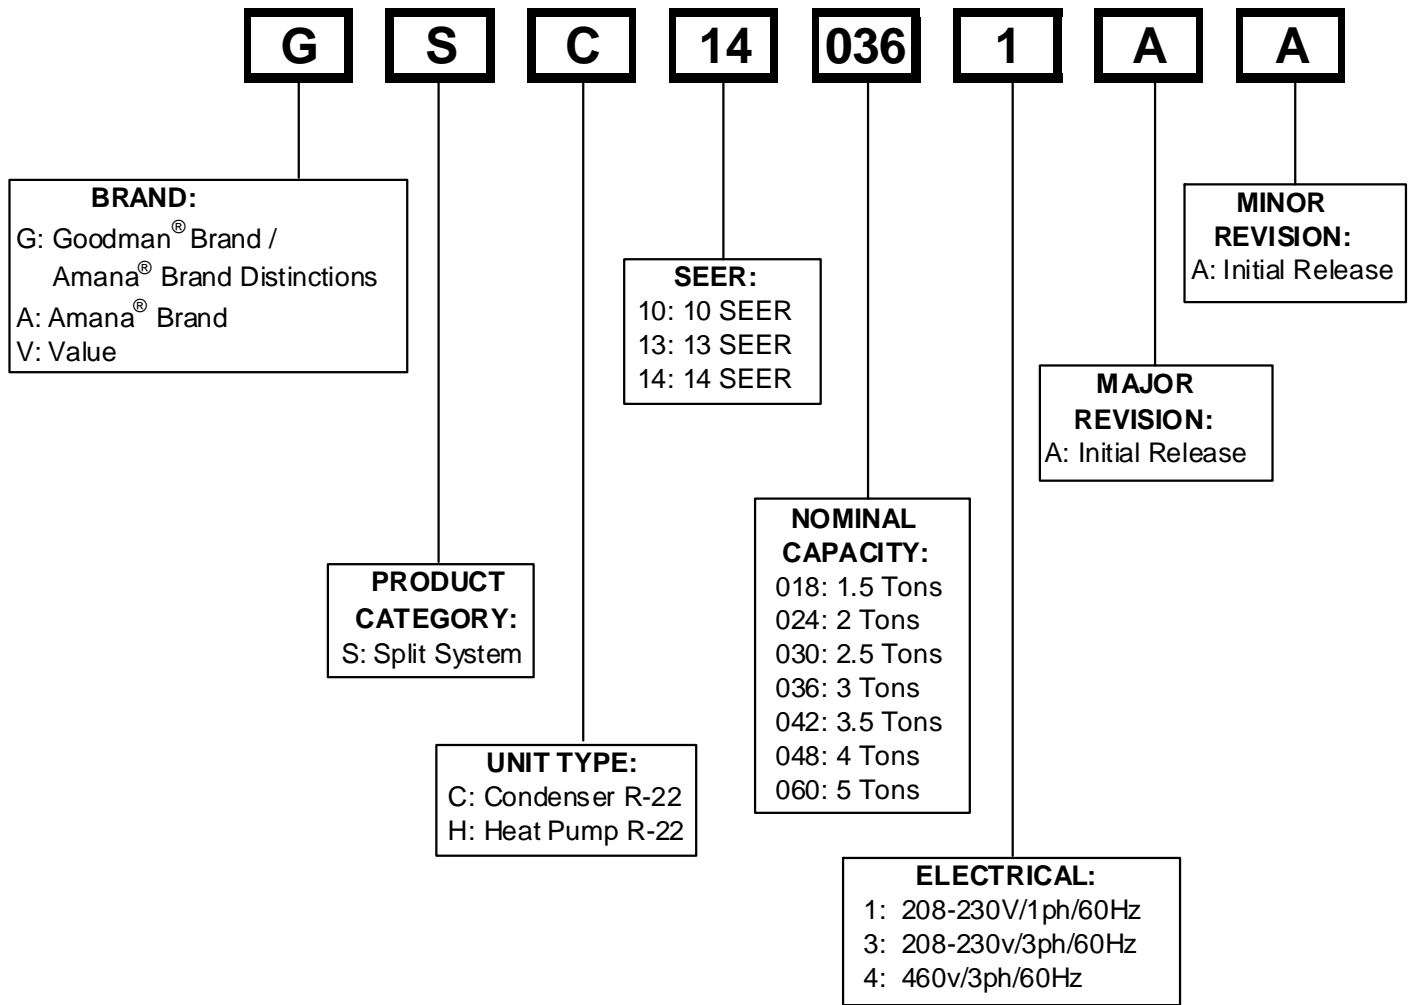 G S C 14 036 1 A A
BRAND:
G: Goodman® Brand /
Amana® Brand Distinctions
A: Amana® Brand
V: Value
PRODUCT
CATEGORY:
S: Split System
UNIT TYPE:
C: Condenser R-22
H: Heat Pump R-22
SEER:
10: 10 SEER
13: 13 SEER
14: 14 SEER
NOMINAL
CAPACITY:
018: 1.5 Tons
024: 2 Tons
030: 2.5 Tons
036: 3 Tons
042: 3.5 Tons
048: 4 Tons
060: 5 Tons
ELECTRICAL:
1: 208-230V/1ph/60Hz
3: 208-230v/3ph/60Hz
4: 460v/3ph/60Hz
MAJOR
REVISION:
A: Initial Release
MINOR
REVISION:
A: Initial Release